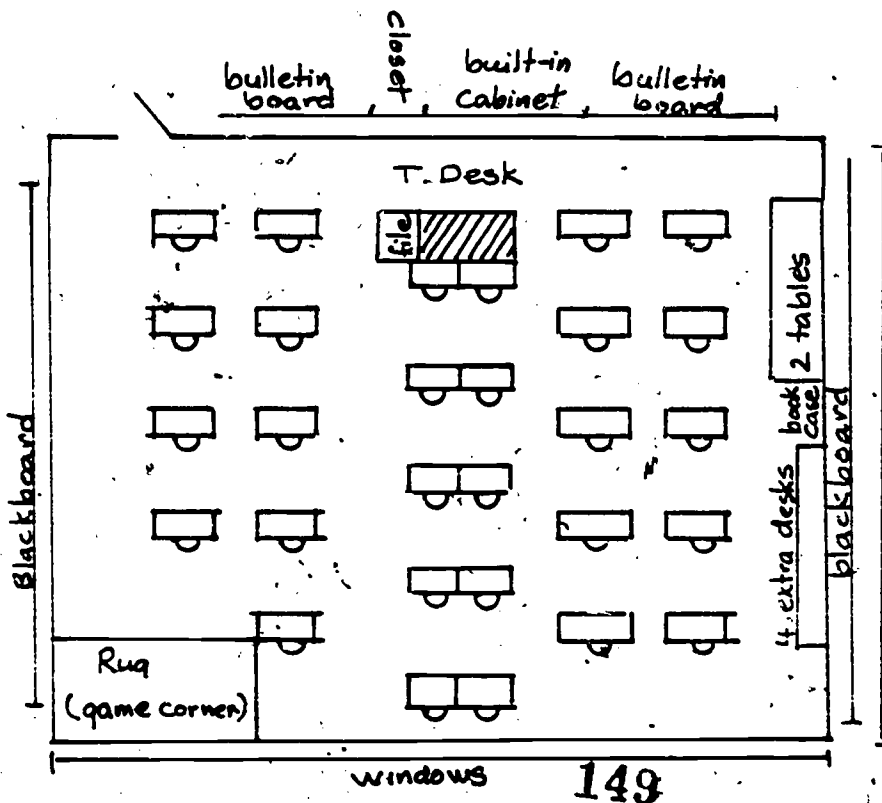 closet
bulletin
board
built-in
cabinet
bulletin
board
T. Desk
file
2 tables
book
case
4 extra desks
Blackboard
blackboard
Rug
(game corner)
windows
149